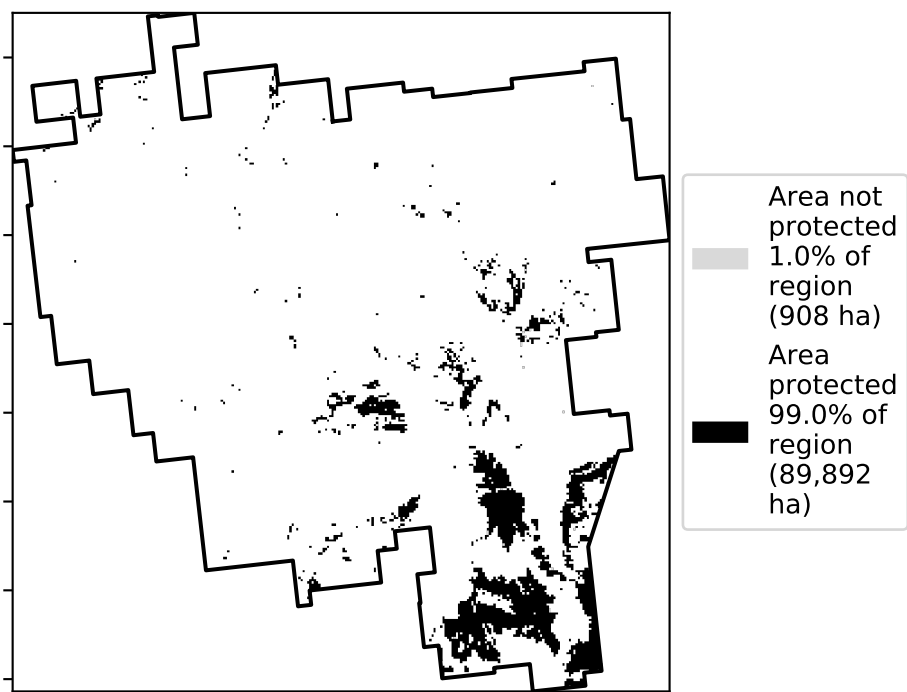 Area not
protected
1.0% of
region
(908 ha)
Area
protected
99.0% of
region
(89,892
ha)